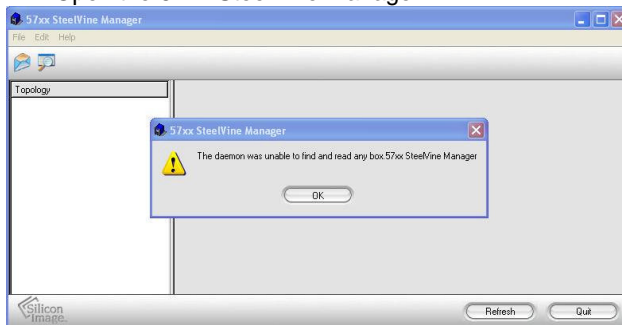 57xx SteelVine Manager
File Edit Help
Topology
57xx SteelVine Manager
The daemon was unable to find and read any box.57xx SteelVine Manager
OK
Silicon Image.
Refresh Quit